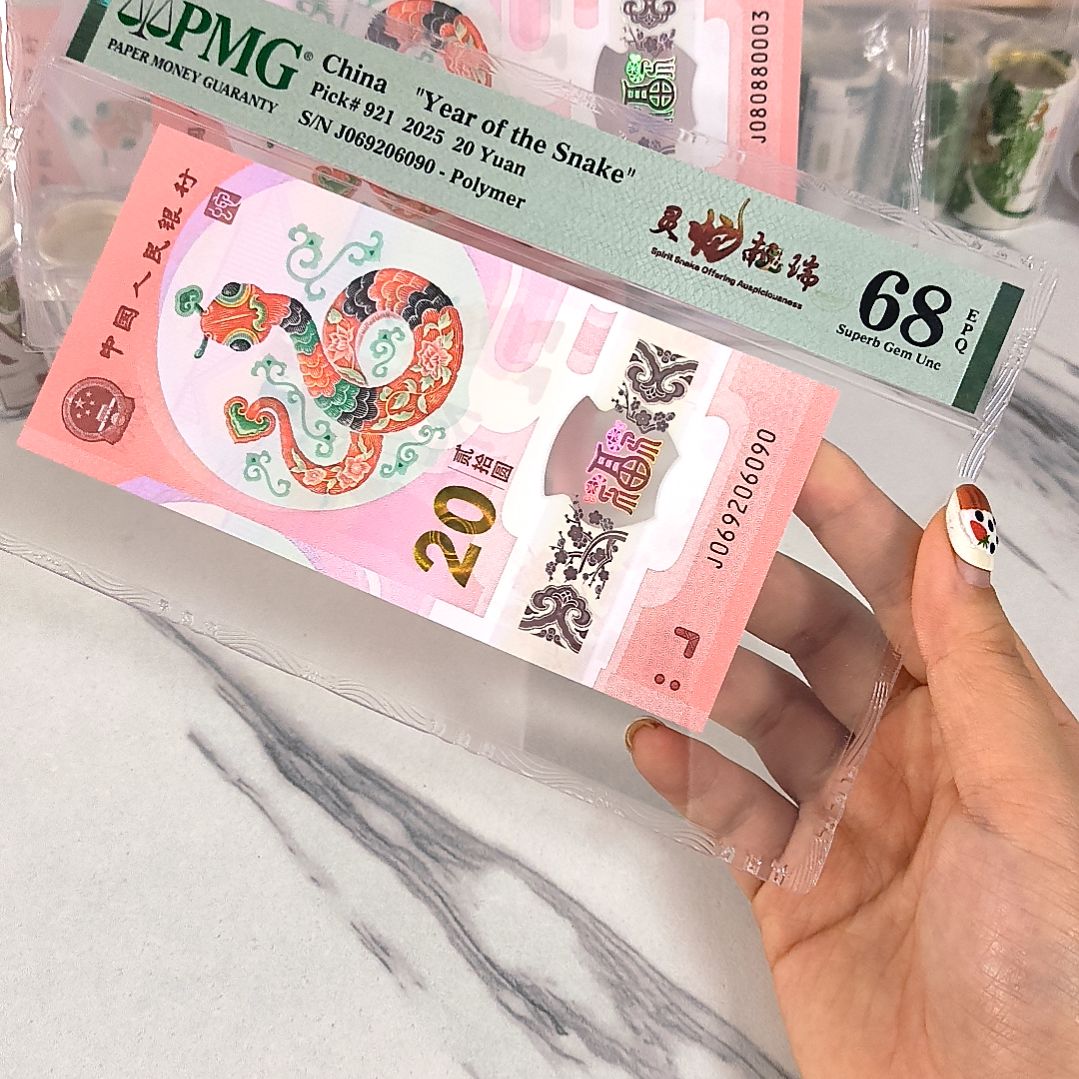 J080880003
福
PMG®
PAPER MONEY GUARANTY
China "Year of the Snake"
Pick# 921 2025 20 Yuan
S/N J069206090 - Polymer
灵蛇献瑞
Spirit Snake Offering Auspiciousness
68
EPQ
Superb Gem Unc
中國人民銀行
貳拾圓
20
福
J069206090